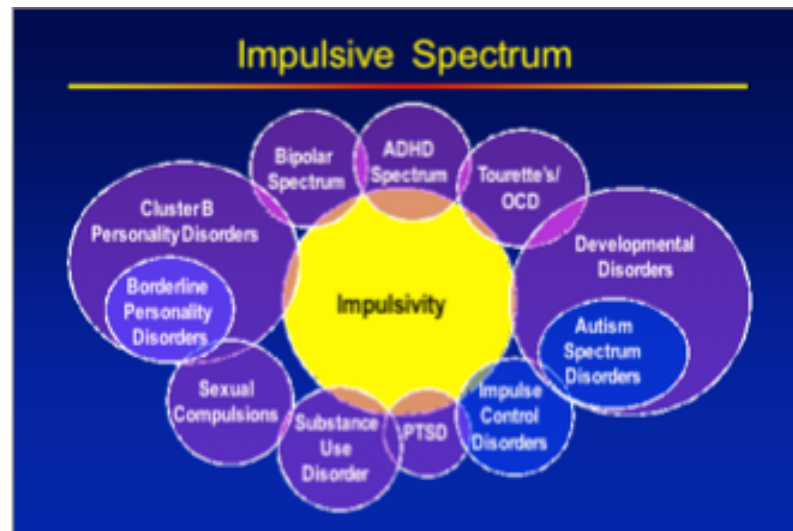 Impulsive Spectrum
Bipolar
Spectrum
ADHD
Spectrum
Tourette's/
OCD
Cluster B
Personality Disorders
Borderline
Personality
Disorders
Impulsivity
Developmental
Disorders
Autism
Spectrum
Disorders
Sexual
Compulsions
Substance
Use
Disorder
PTSD
Impulse
Control
Disorders